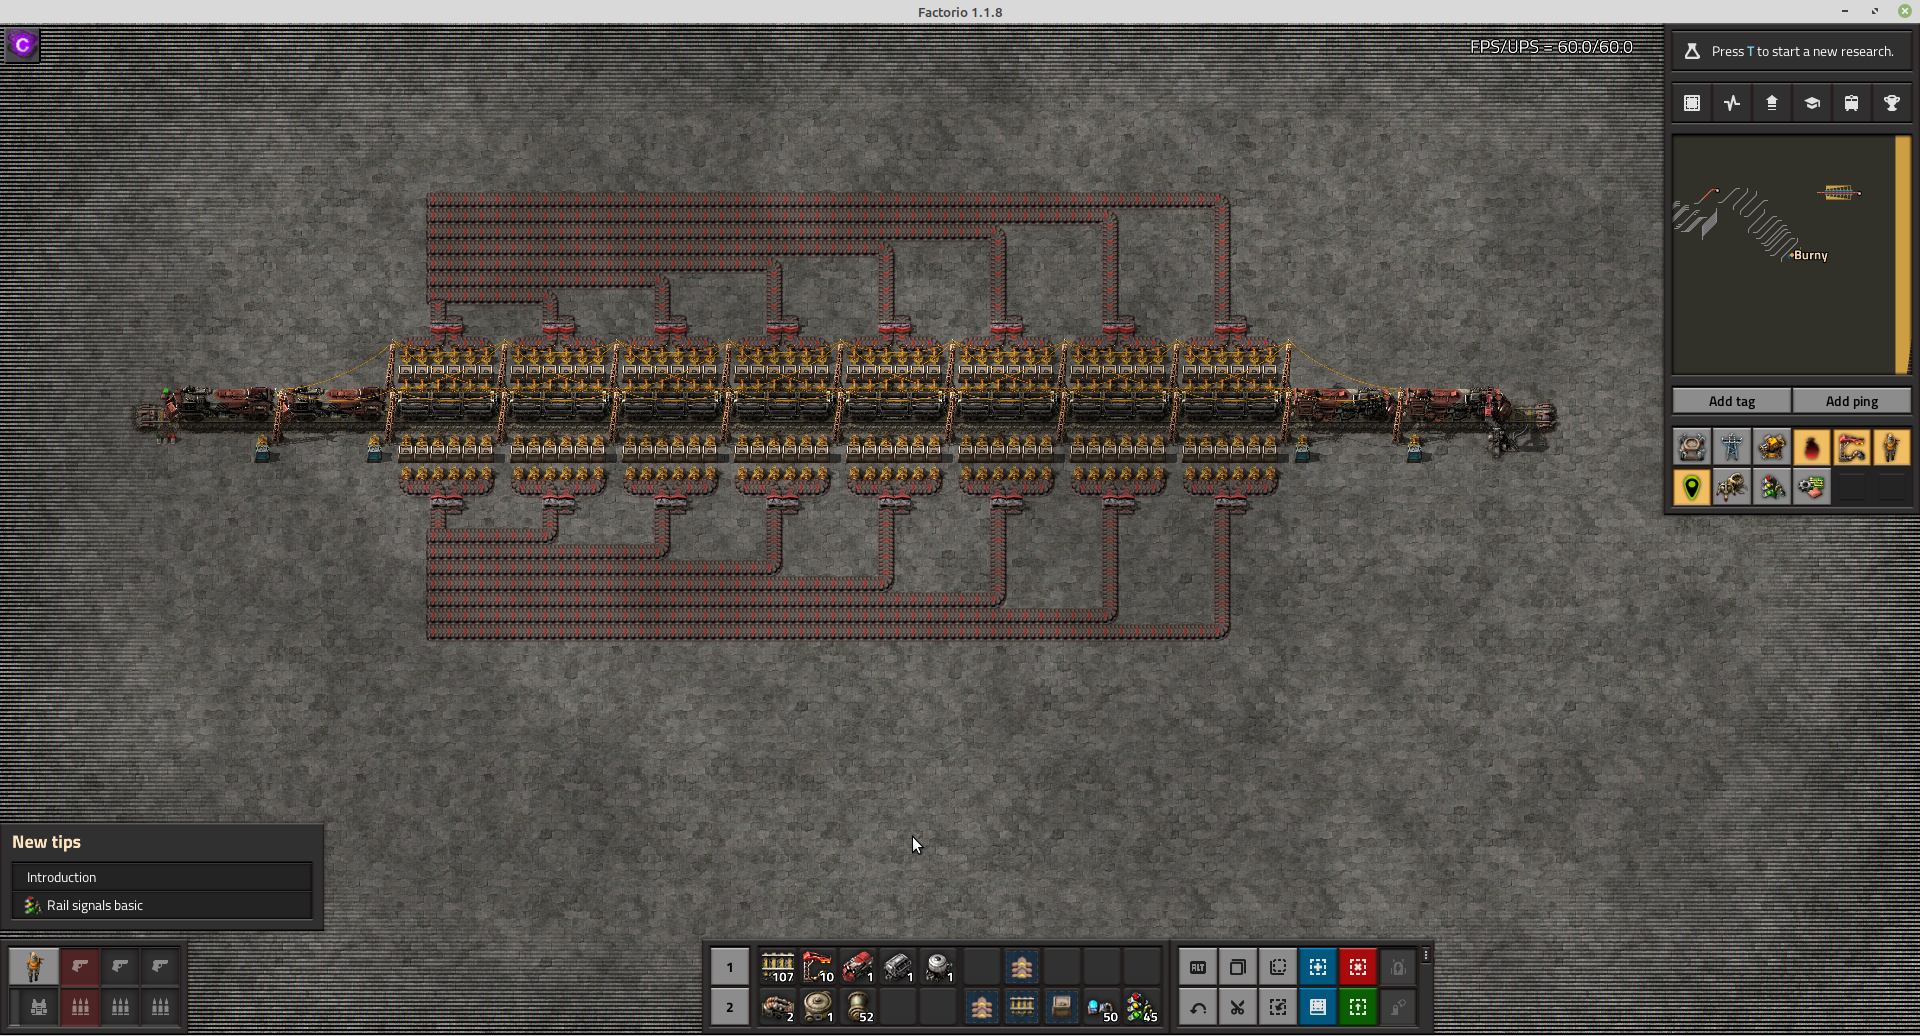 Factorio 1.1.8
C
FPS/UPS = 60.0/60.0
Press T to start a new research.
Burny
Add tag
Add ping
New tips
Introduction
Rail signals basic
1
107
10
1
1
1
ALT
2
2
1
52
50
45